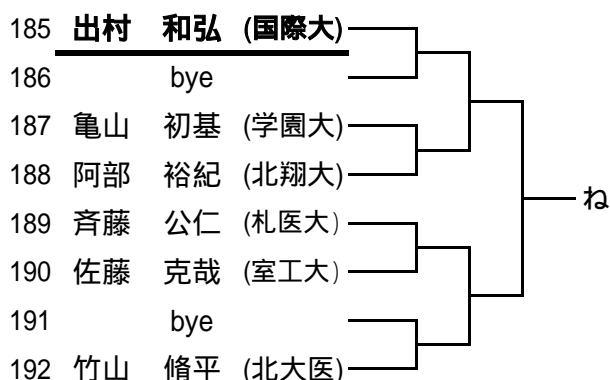 185 出村 和弘 (国際大)
186 bye
187 亀山 初基 (学園大)
188 阿部 裕紀 (北翔大)
189 斉藤 公仁 (札医大)
190 佐藤 克哉 (室工大)
191 bye
192 竹山 脩平 (北大医)
ね